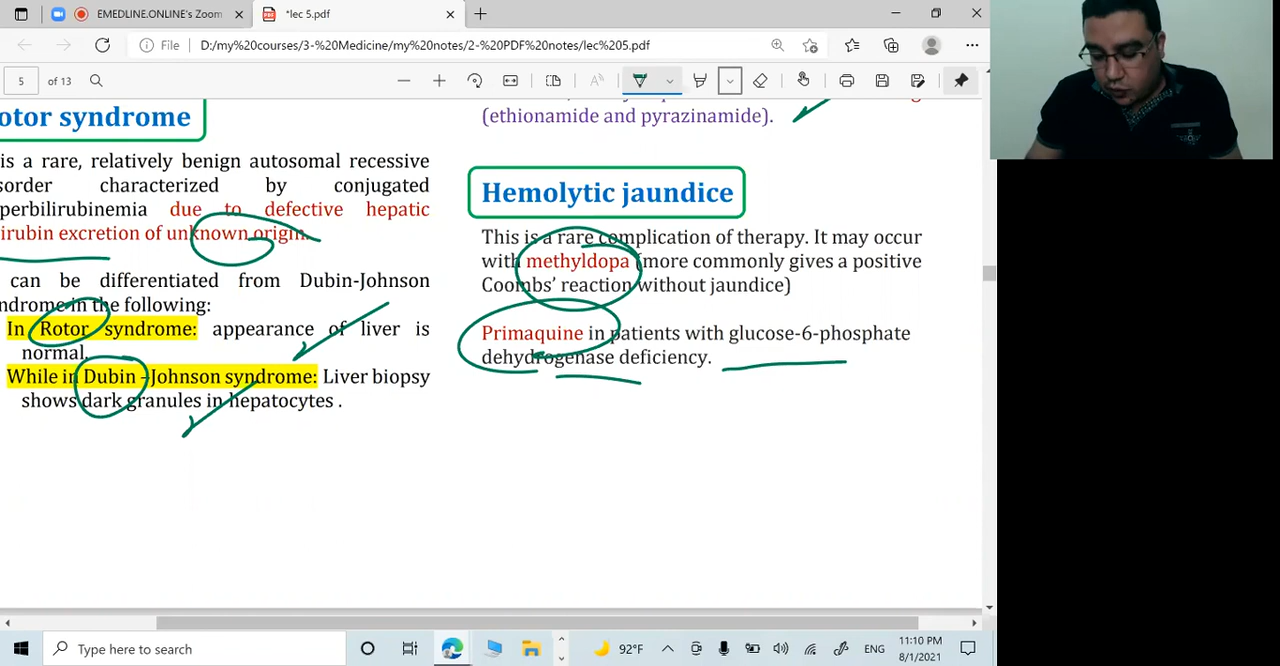 EMEDLINE.ONLINE's Zoom
*lec 5.pdf
File
D:/my%20courses/3-%20Medicine/my%20notes/2-%20PDF%20notes/lec%205.pdf
5 of 13
otor syndrome
is a rare, relatively benign autosomal recessive
sorder characterized by conjugated
perbilirubinemia due to defective hepatic
irubin excretion of unknown origin.
can be differentiated from Dubin-Johnson
ndrome in the following:
In Rotor syndrome: appearance of liver is
normal.
While in Dubin -Johnson syndrome: Liver biopsy
shows dark granules in hepatocytes .
(ethionamide and pyrazinamide).
Hemolytic jaundice
This is a rare complication of therapy. It may occur
with methyldopa (more commonly gives a positive
Coombs' reaction without jaundice)
Primaquine in patients with glucose-6-phosphate
dehydrogenase deficiency.
Type here to search
92°F
ENG
11:10 PM
8/1/2021